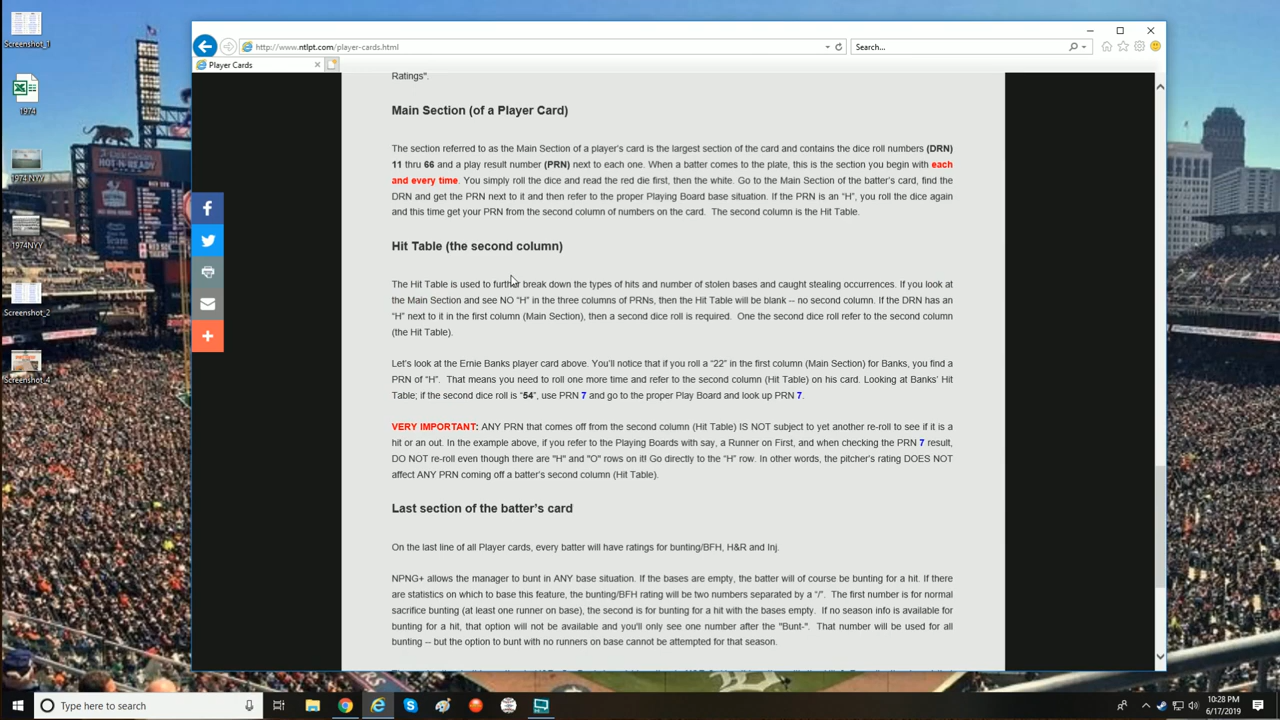 Screenshot_1
1974
1974 NYY
1974NYY
Screenshot_2
Screenshot_4
http://www.ntlpt.com/player-cards.html
Search...
Player Cards
Ratings".
Main Section (of a Player Card)
The section referred to as the Main Section of a player's card is the largest section of the card and contains the dice roll numbers (DRN)
11 thru 66 and a play result number (PRN) next to each one. When a batter comes to the plate, this is the section you begin with each
and every time. You simply roll the dice and read the red die first, then the white. Go to the Main Section of the batter's card, find the
DRN and get the PRN next to it and then refer to the proper Playing Board base situation. If the PRN is an "H", you roll the dice again
and this time get your PRN from the second column of numbers on the card. The second column is the Hit Table.
Hit Table (the second column)
The Hit Table is used to further break down the types of hits and number of stolen bases and caught stealing occurrences. If you look at
the Main Section and see NO "H" in the three columns of PRNs, then the Hit Table will be blank -- no second column. If the DRN has an
"H" next to it in the first column (Main Section), then a second dice roll is required. One the second dice roll refer to the second column
(the Hit Table).
Let's look at the Ernie Banks player card above. You'll notice that if you roll a "22" in the first column (Main Section) for Banks, you find a
PRN of "H". That means you need to roll one more time and refer to the second column (Hit Table) on his card. Looking at Banks' Hit
Table; if the second dice roll is "54", use PRN 7 and go to the proper Play Board and look up PRN 7.
VERY IMPORTANT: ANY PRN that comes off from the second column (Hit Table) IS NOT subject to yet another re-roll to see if it is a
hit or an out. In the example above, if you refer to the Playing Boards with say, a Runner on First, and when checking the PRN 7 result,
DO NOT re-roll even though there are "H" and "O" rows on it! Go directly to the "H" row. In other words, the pitcher's rating DOES NOT
affect ANY PRN coming off a batter's second column (Hit Table).
Last section of the batter's card
On the last line of all Player cards, every batter will have ratings for bunting/BFH, H&R and Inj.
NPNG+ allows the manager to bunt in ANY base situation. If the bases are empty, the batter will of course be bunting for a hit. If there
are statistics on which to base this feature, the bunting/BFH rating will be two numbers separated by a "/". The first number is for normal
sacrifice bunting (at least one runner on base), the second is for bunting for a hit with the bases empty. If no season info is available for
bunting for a hit, that option will not be available and you'll only see one number after the "Bunt-". That number will be used for all
bunting -- but the option to bunt with no runners on base cannot be attempted for that season.
Type here to search
10:28 PM
6/17/2019